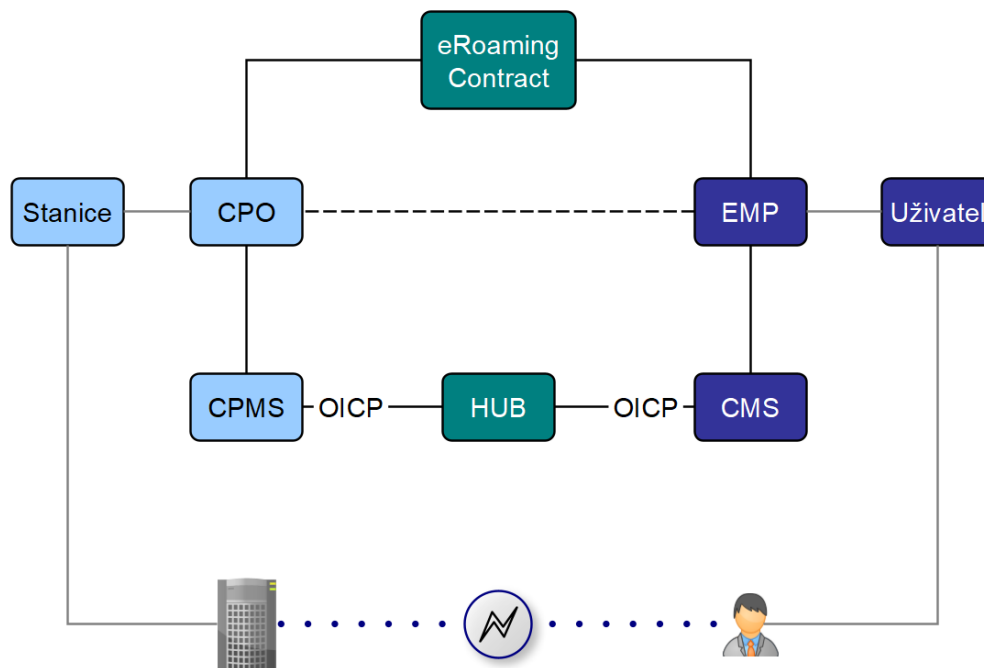 eRoaming
Contract
Stanice
CPO
EMP
Uživatel
CPMS
OICP
HUB
OICP
CMS